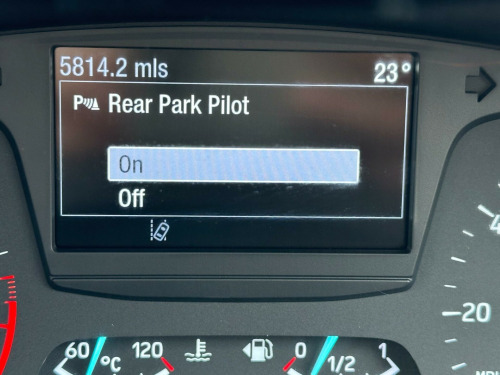 5814.2 mls 23°
P Rear Park Pilot
On
Off
20
60 °C 120 0 1/2 1